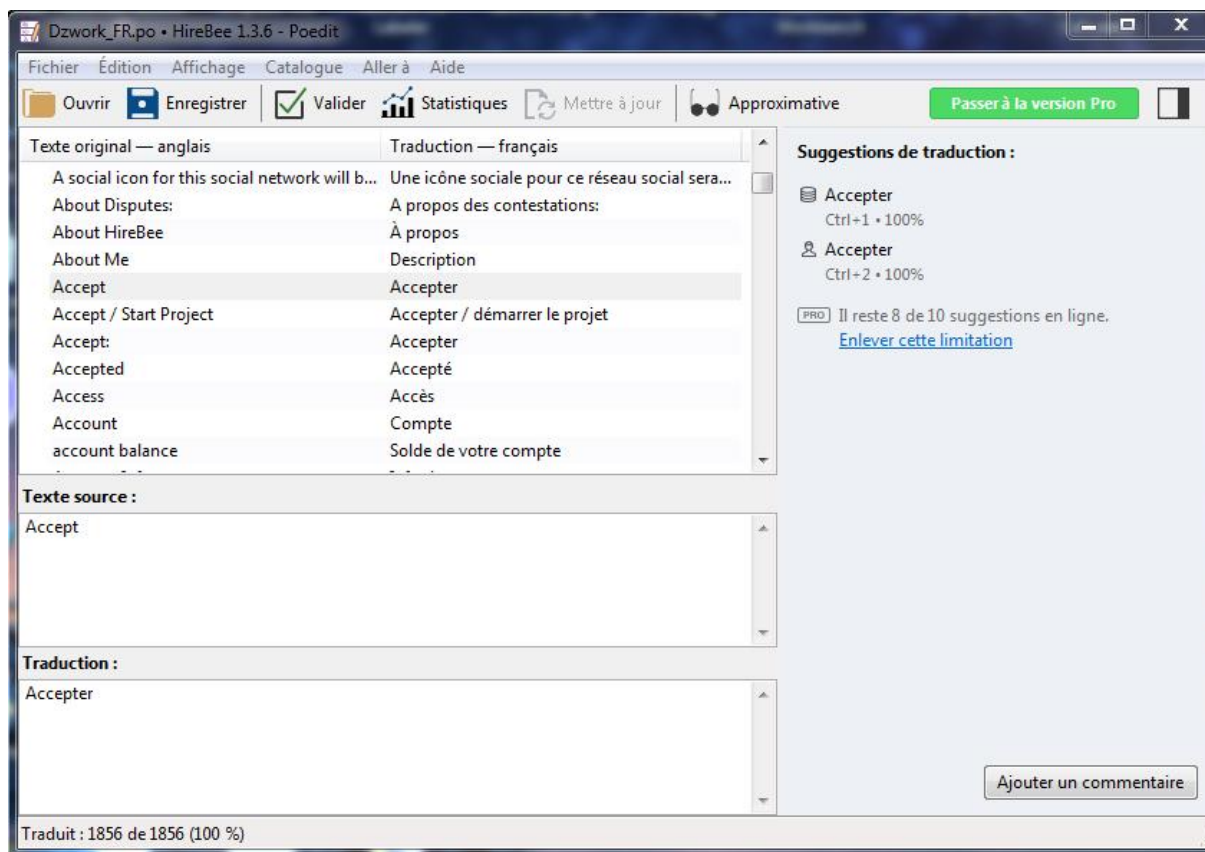 Dzwork_FR.po • HireBee 1.3.6 - Poedit
Fichier Édition Affichage Catalogue Aller à Aide
Ouvrir Enregistrer Valider Statistiques Mettre à jour Approximative Passer à la version Pro
Texte original — anglais Traduction — français
A social icon for this social network will b... Une icône sociale pour ce réseau social sera...
About Disputes: A propos des contestations:
About HireBee À propos
About Me Description
Accept Accepter
Accept / Start Project Accepter / démarrer le projet
Accept: Accepter
Accepted Accepté
Access Accès
Account Compte
account balance Solde de votre compte
Suggestions de traduction :
Accepter
Ctrl+1 • 100%
Accepter
Ctrl+2 • 100%
PRO Il reste 8 de 10 suggestions en ligne.
Enlever cette limitation
Texte source :
Accept
Traduction :
Accepter
Ajouter un commentaire
Traduit : 1856 de 1856 (100 %)